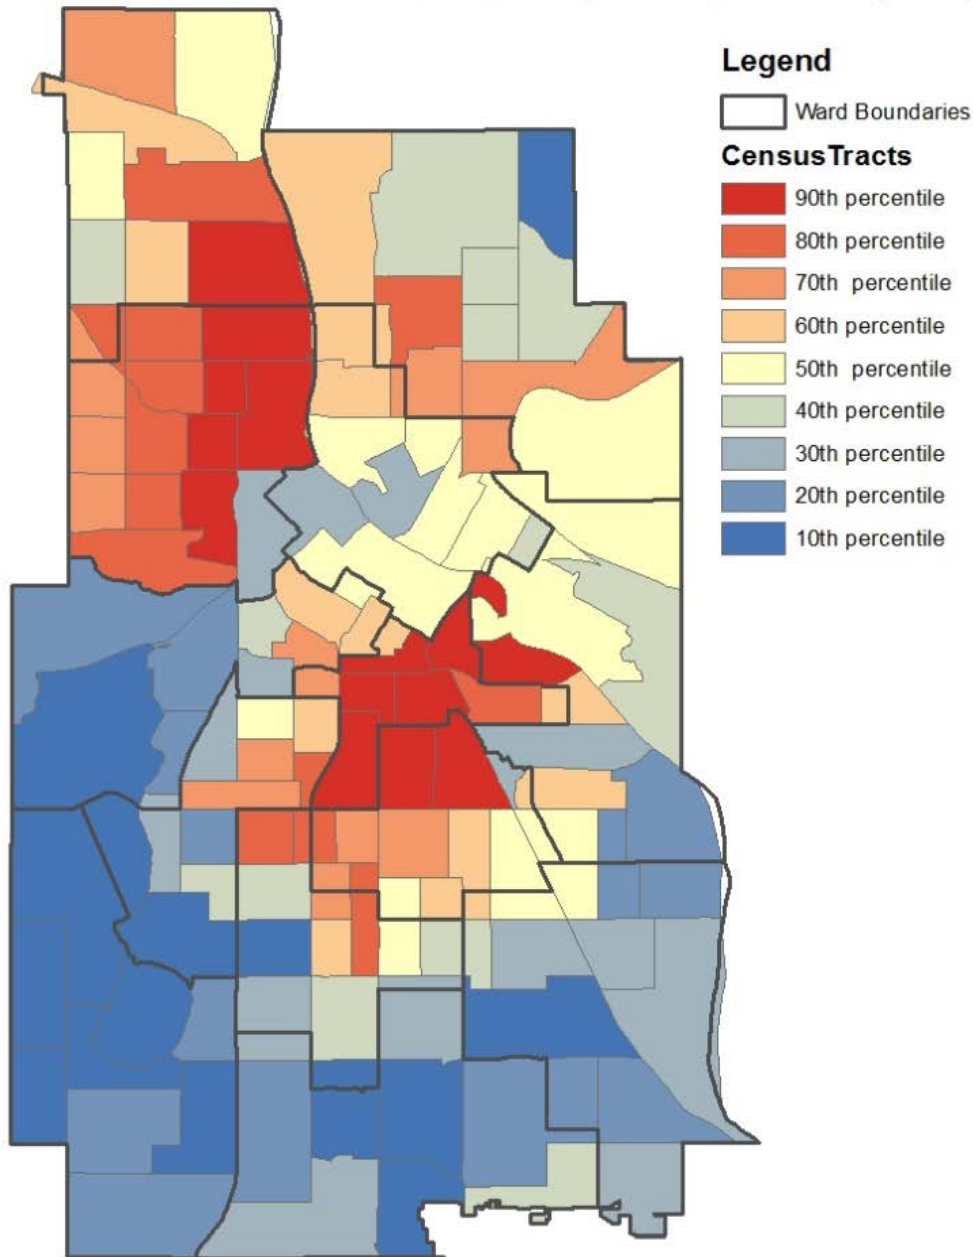 Legend
Ward Boundaries
CensusTracts
90th percentile
80th percentile
70th percentile
60th percentile
50th percentile
40th percentile
30th percentile
20th percentile
10th percentile